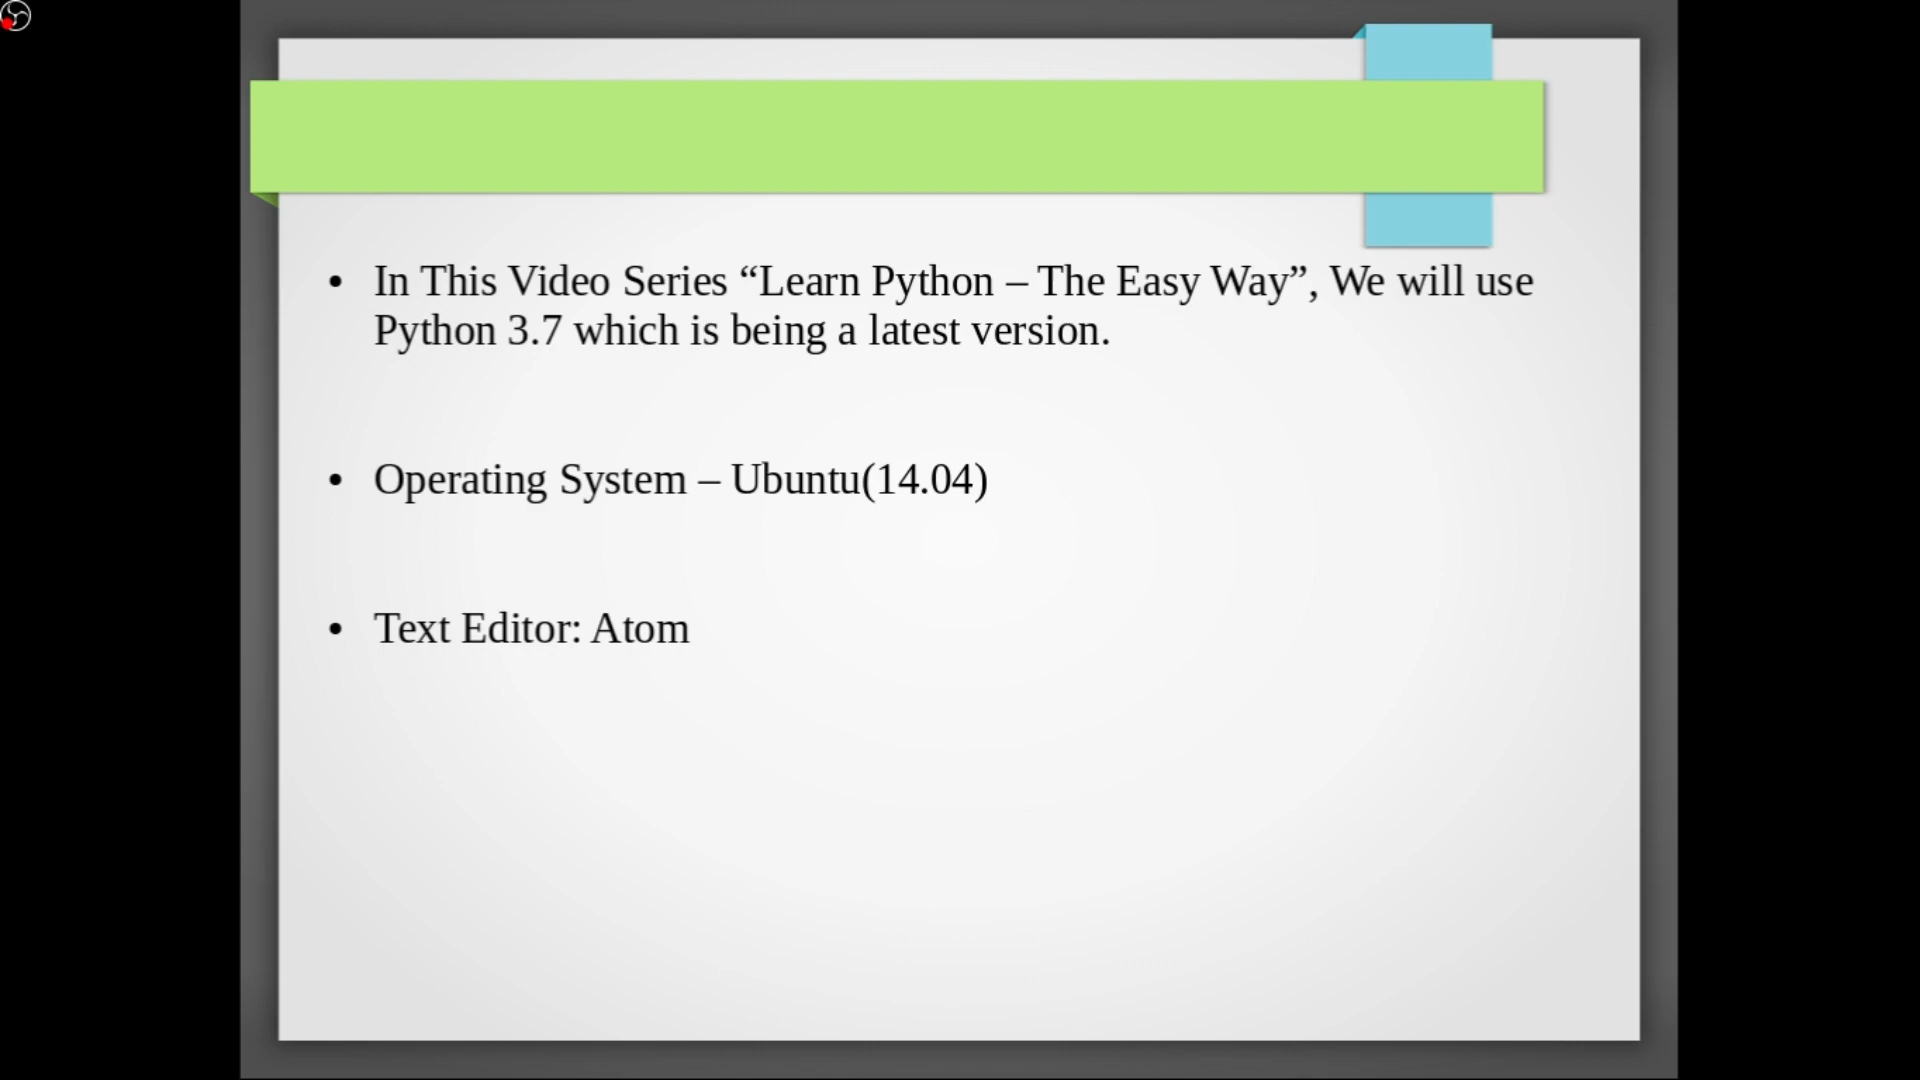 • In This Video Series “Learn Python – The Easy Way”, We will use
Python 3.7 which is being a latest version.
• Operating System – Ubuntu(14.04)
• Text Editor: Atom